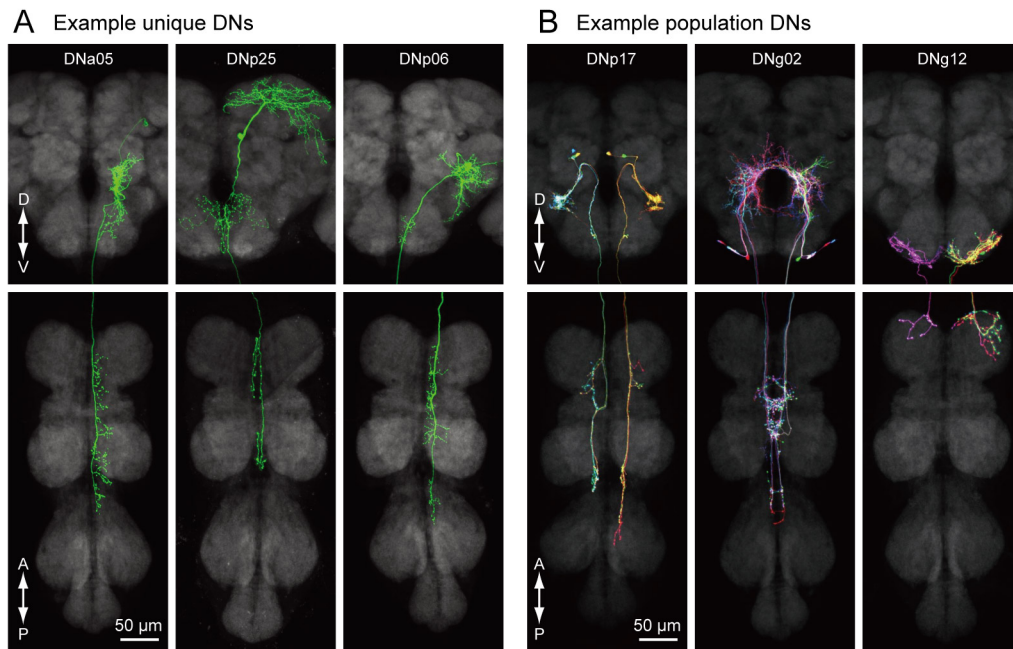 A Example unique DNs
DNa05 DNp25 DNp06
D
V
A
P
50 µm
B Example population DNs
DNp17 DNg02 DNg12
D
V
A
P
50 µm